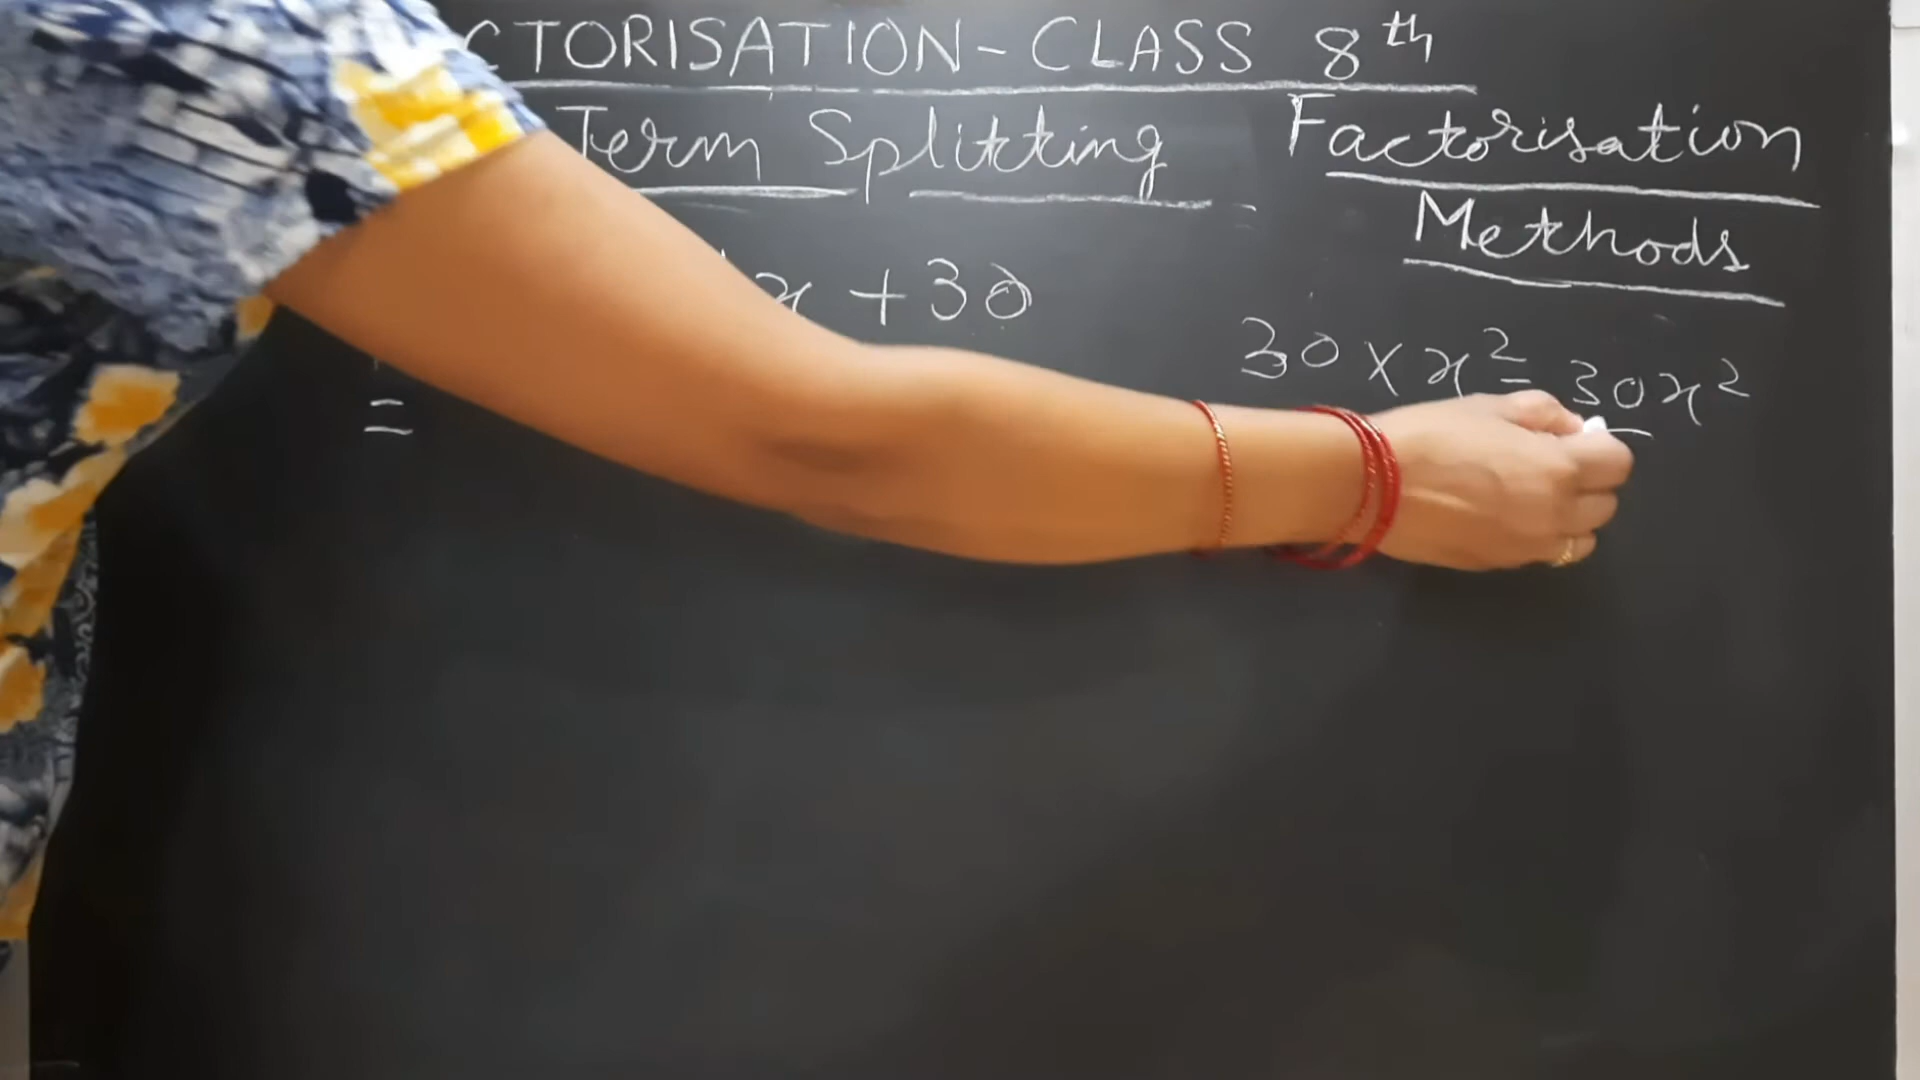 CTORISATION - CLASS 8th
Term Splitting
Factorisation
Methods
x + 30
30 × x² = 30x²
=